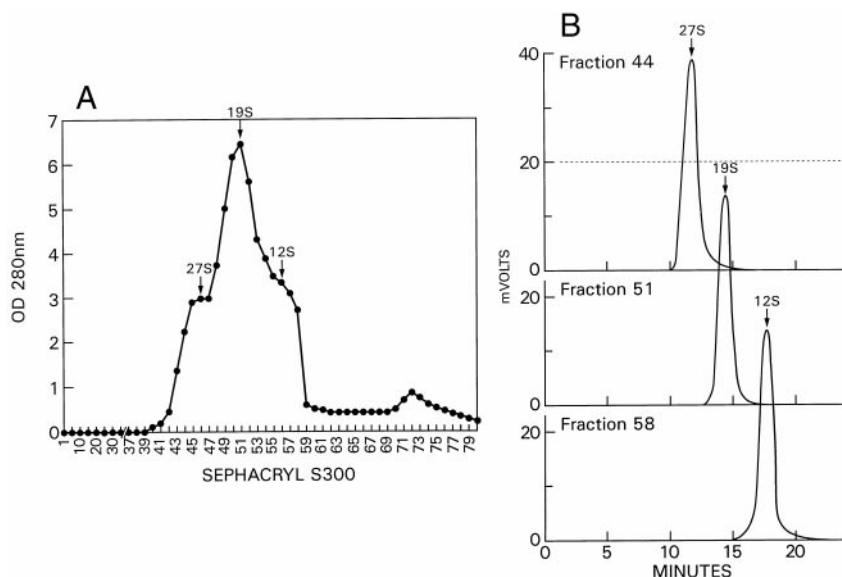 A
OD 280nm
7
6
5
4
3
2
1
0
19S
27S
12S
1
10
20
30
37
39
41
43
45
47
49
51
53
55
57
59
61
63
65
67
69
71
73
75
77
79
SEPHACRYL S300
B
27S
40
Fraction 44
20
19S
0
mVOLTS
Fraction 51
20
12S
0
Fraction 58
20
0
0 5 10 15 20
MINUTES